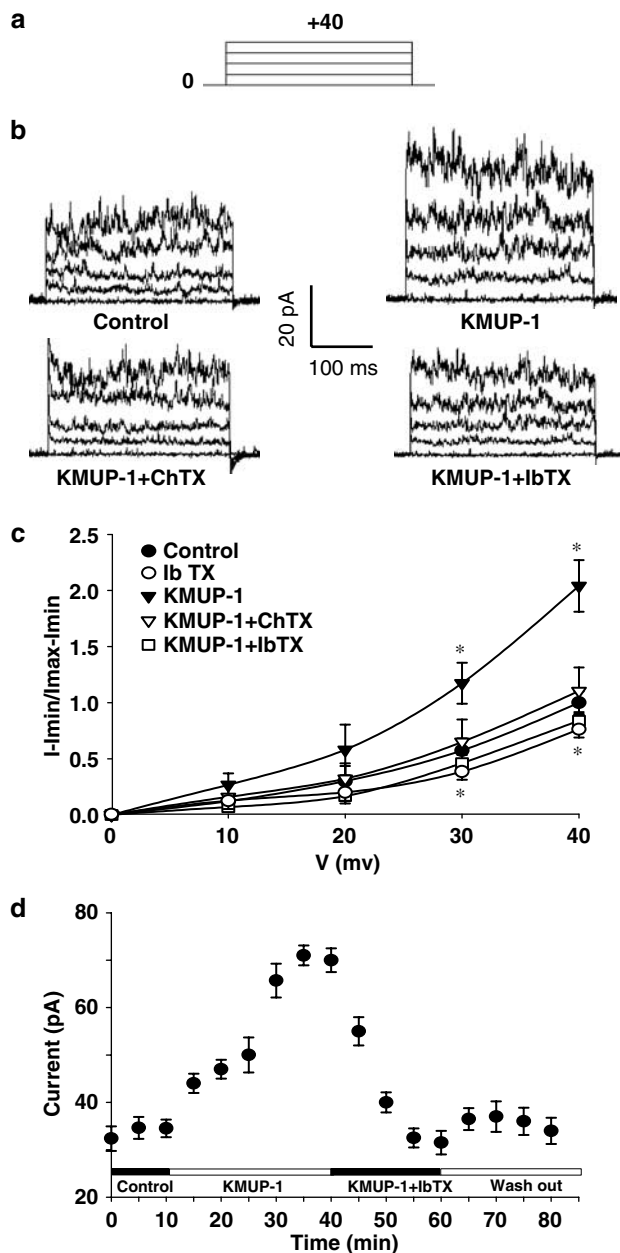 a
+40
0
b
Control
KMUP-1
20 pA
100 ms
KMUP-1+ChTX
KMUP-1+IbTX
c
I-Imin/Imax-Imin
2.5
2.0
1.5
1.0
0.5
0.0
Control
Ib TX
KMUP-1
KMUP-1+ChTX
KMUP-1+IbTX
*
*
*
*
0 10 20 30 40
V (mv)
d
Current (pA)
80
60
40
20
Control KMUP-1 KMUP-1+IbTX Wash out
0 10 20 30 40 50 60 70 80
Time (min)